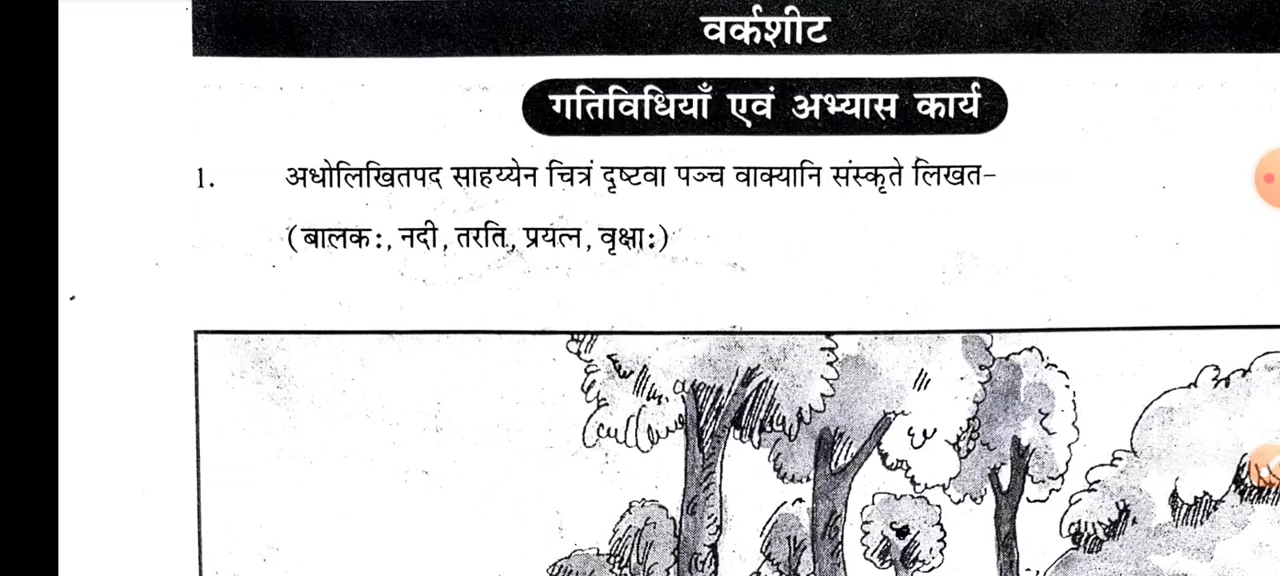 वर्कशीट
गतिविधियाँ एवं अभ्यास कार्य
1. अधोलिखितपद साहय्येन चित्रं दृष्टवा पञ्च वाक्यानि संस्कृते लिखत-
(बालक:, नदी, तरति, प्रयत्न, वृक्षा:)